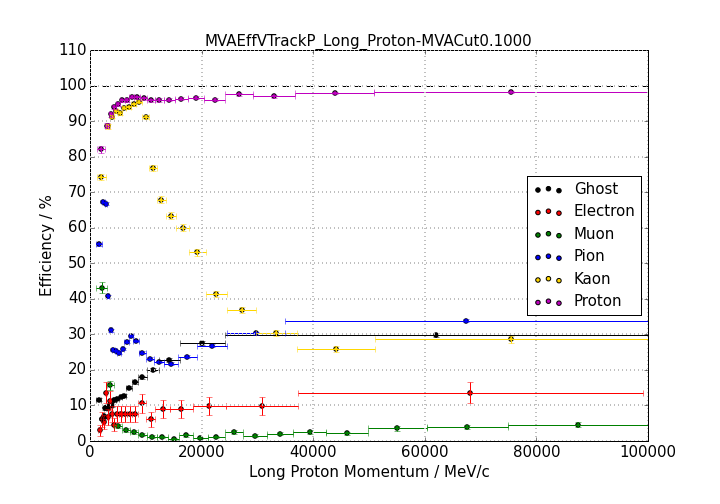 MVAEffVTrackP_Long_Proton-MVACut0.1000
110
100
90
80
70
60
50
40
30
20
10
0
Efficiency / %
Ghost
Electron
Muon
Pion
Kaon
Proton
0 20000 40000 60000 80000 100000
Long Proton Momentum / MeV/c